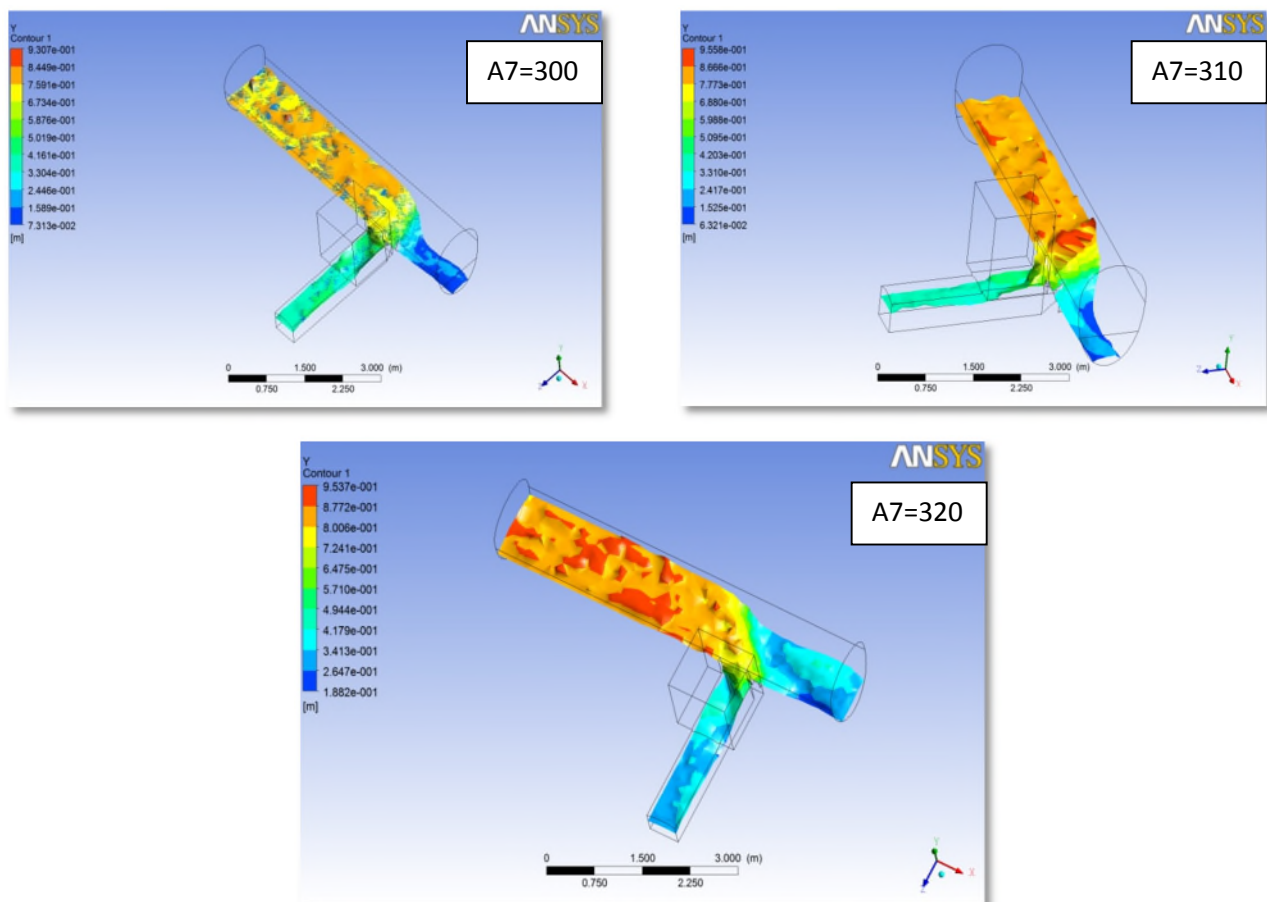 ANSYS
Y
Contour 1
9.307e-001
8.449e-001
7.591e-001
6.734e-001
5.876e-001
5.019e-001
4.161e-001
3.304e-001
2.446e-001
1.589e-001
7.313e-002
[m]
A7=300
0 1.500 3.000 (m)
0.750 2.250
Y
X
Z
ANSYS
Y
Contour 1
9.558e-001
8.666e-001
7.773e-001
6.880e-001
5.988e-001
5.095e-001
4.203e-001
3.310e-001
2.417e-001
1.525e-001
6.321e-002
[m]
A7=310
0 1.500 3.000 (m)
0.750 2.250
Y
Z
X
ANSYS
Y
Contour 1
9.537e-001
8.772e-001
8.006e-001
7.241e-001
6.475e-001
5.710e-001
4.944e-001
4.179e-001
3.413e-001
2.647e-001
1.882e-001
[m]
A7=320
0 1.500 3.000 (m)
0.750 2.250
Y
X
Z